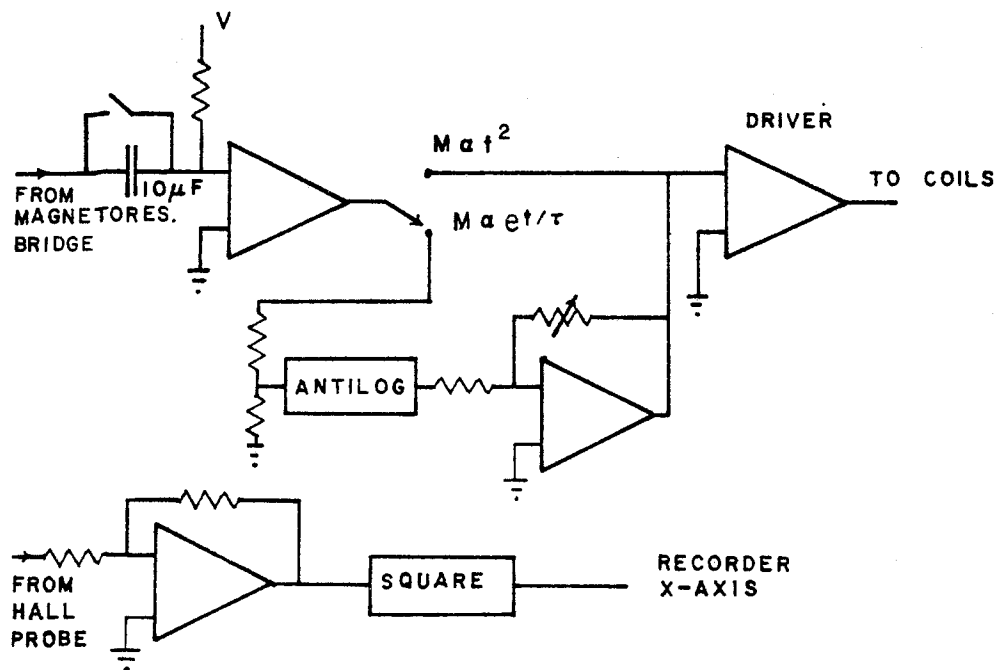 V
10μF
FROM
MAGNETORES.
BRIDGE
M α t²
M α e^t/τ
DRIVER
TO COILS
ANTILOG
FROM
HALL
PROBE
SQUARE
RECORDER
X-AXIS